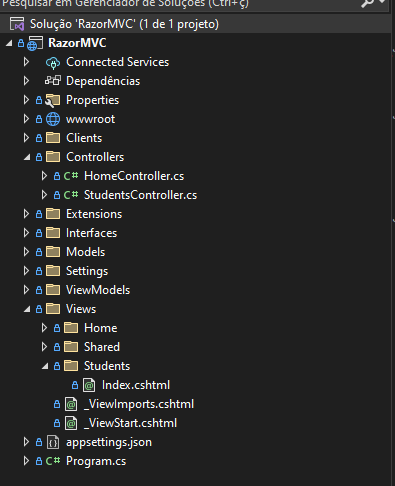 Pesquisar em Gerenciador de Soluções (Ctrl+ç)
Solução 'RazorMVC' (1 de 1 projeto)
RazorMVC
Connected Services
Dependências
Properties
wwwroot
Clients
Controllers
C# HomeController.cs
C# StudentsController.cs
Extensions
Interfaces
Models
Settings
ViewModels
Views
Home
Shared
Students
Index.cshtml
_ViewImports.cshtml
_ViewStart.cshtml
appsettings.json
C# Program.cs